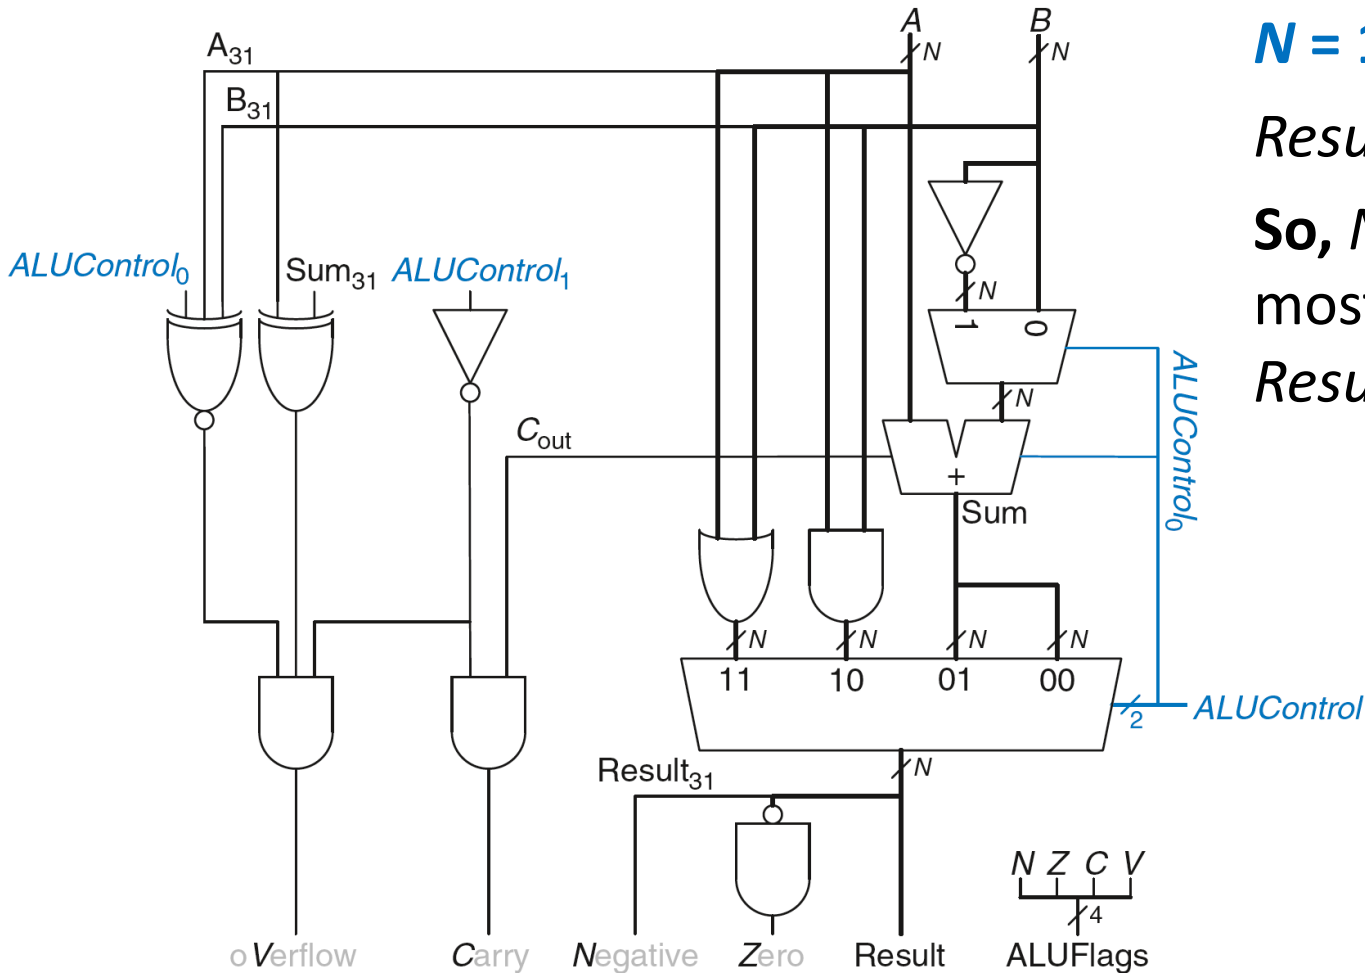 A N B N
A31
B31
ALUControl0 Sum31 ALUControl1
N
1 0
N
Cout
+
Sum
ALUControl0
N N N N
11 10 01 00
2 ALUControl
N
Result31
N Z C V
4
oVerflow Carry Negative Zero Result ALUFlags
N = 1
Resu
So, N
most
Resu